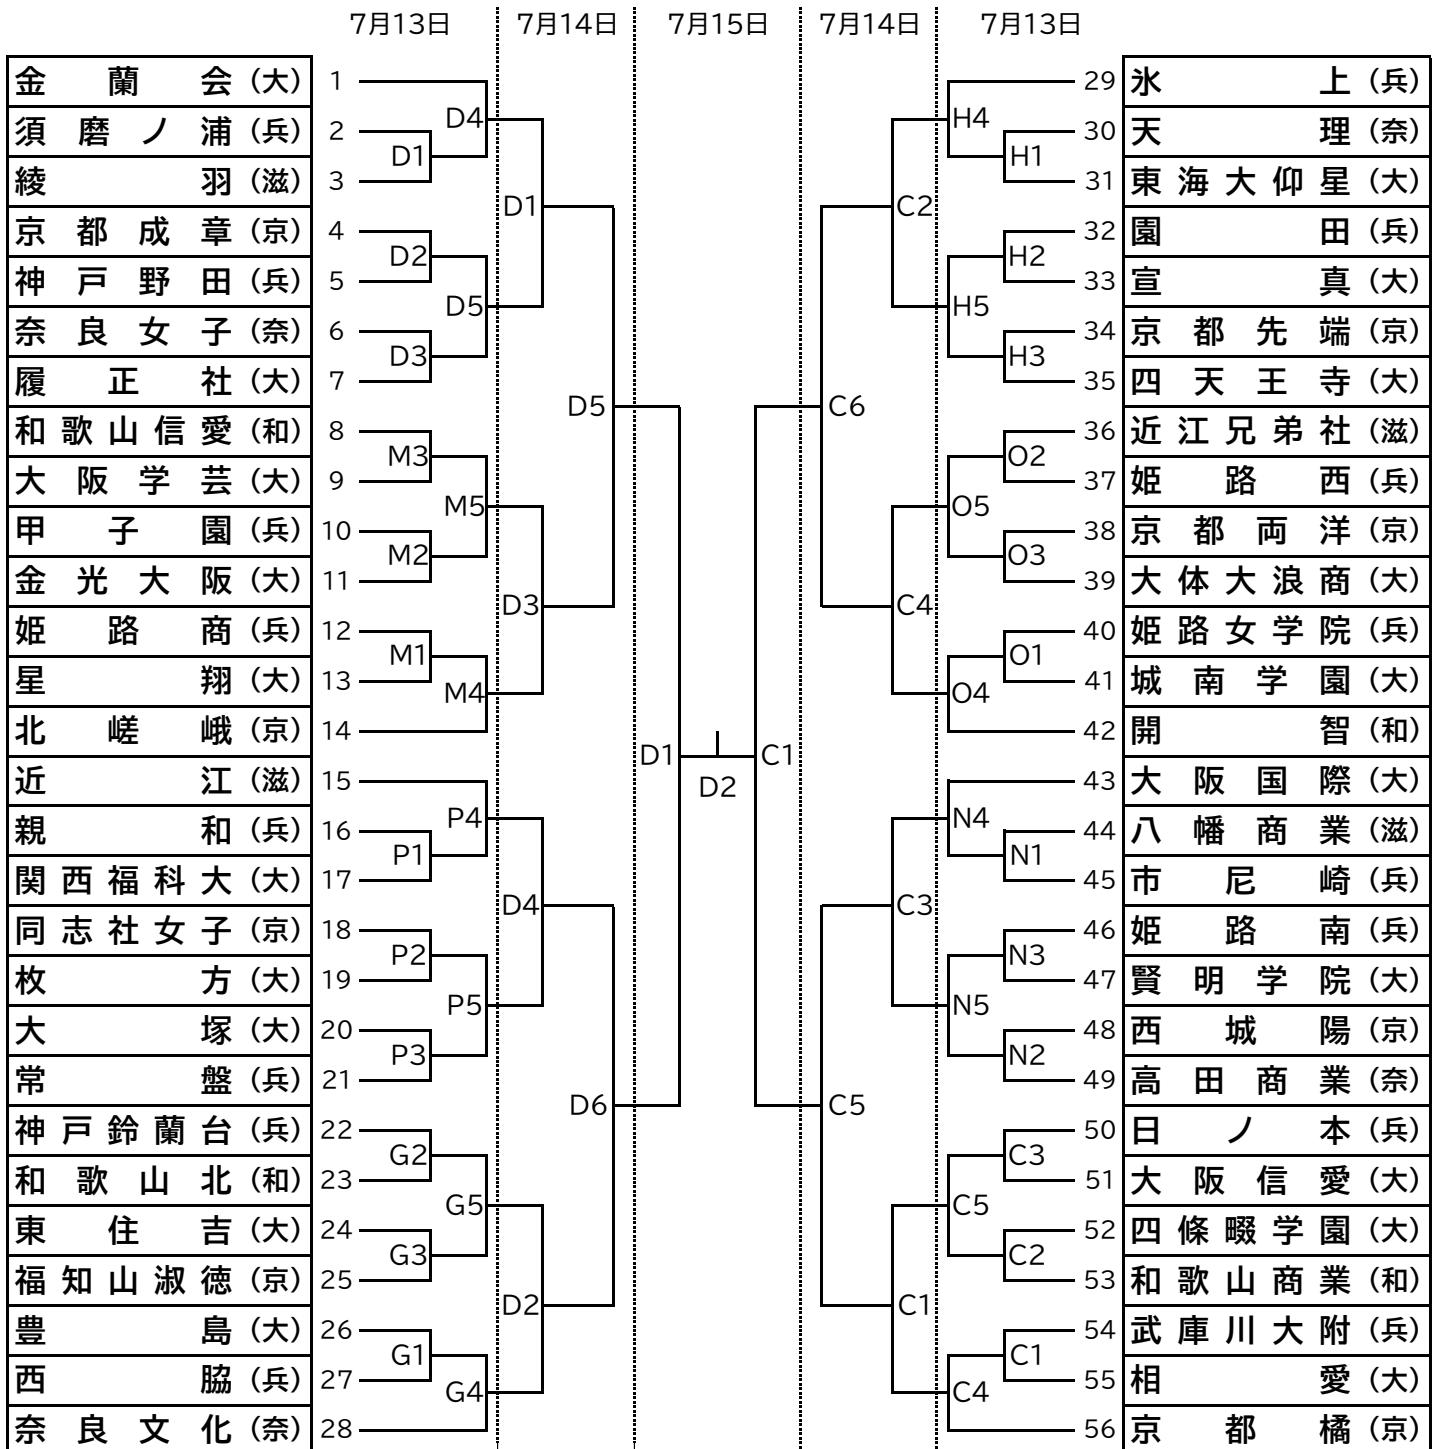 7月13日 7月14日 7月15日 7月14日 7月13日
金蘭会(大) 1 29 氷上(兵)
D4 H4
須磨ノ浦(兵) 2 30 天理(奈)
D1 H1
綾羽(滋) 3 31 東海大仰星(大)
D1 C2
京都成章(京) 4 32 園田(兵)
D2 H2
神戸野田(兵) 5 33 宣真(大)
D5 H5
奈良女子(奈) 6 34 京都先端(京)
D3 H3
履正社(大) 7 35 四天王寺(大)
D5 C6
和歌山信愛(和) 8 36 近江兄弟社(滋)
M3 O2
大阪学芸(大) 9 37 姫路西(兵)
M5 O5
甲子園(兵) 10 38 京都両洋(京)
M2 O3
金光大阪(大) 11 39 大体大浪商(大)
D3 C4
姫路商(兵) 12 40 姫路女学院(兵)
M1 O1
星翔(大) 13 41 城南学園(大)
M4 O4
北嵯峨(京) 14 42 開智(和)
D1 C1
近江(滋) 15 43 大阪国際(大)
D2
P4 N4
親和(兵) 16 44 八幡商業(滋)
P1 N1
関西福科大(大) 17 45 市尼崎(兵)
D4 C3
同志社女子(京) 18 46 姫路南(兵)
P2 N3
枚方(大) 19 47 賢明学院(大)
P5 N5
大塚(大) 20 48 西城陽(京)
P3 N2
常盤(兵) 21 49 高田商業(奈)
D6 C5
神戸鈴蘭台(兵) 22 50 日ノ本(兵)
G2 C3
和歌山北(和) 23 51 大阪信愛(大)
G5 C5
東住吉(大) 24 52 四條畷学園(大)
G3 C2
福知山淑徳(京) 25 53 和歌山商業(和)
D2 C1
豊島(大) 26 54 武庫川大附(兵)
G1 C1
西脇(兵) 27 55 相愛(大)
G4 C4
奈良文化(奈) 28 56 京都橘(京)